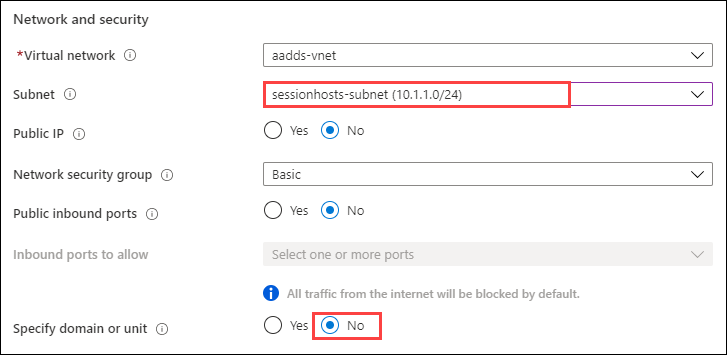 Network and security
*Virtual network
aadds-vnet
Subnet
sessionhosts-subnet (10.1.1.0/24)
Public IP
Yes No
Network security group
Basic
Public inbound ports
Yes No
Inbound ports to allow
Select one or more ports
All traffic from the internet will be blocked by default.
Specify domain or unit
Yes No